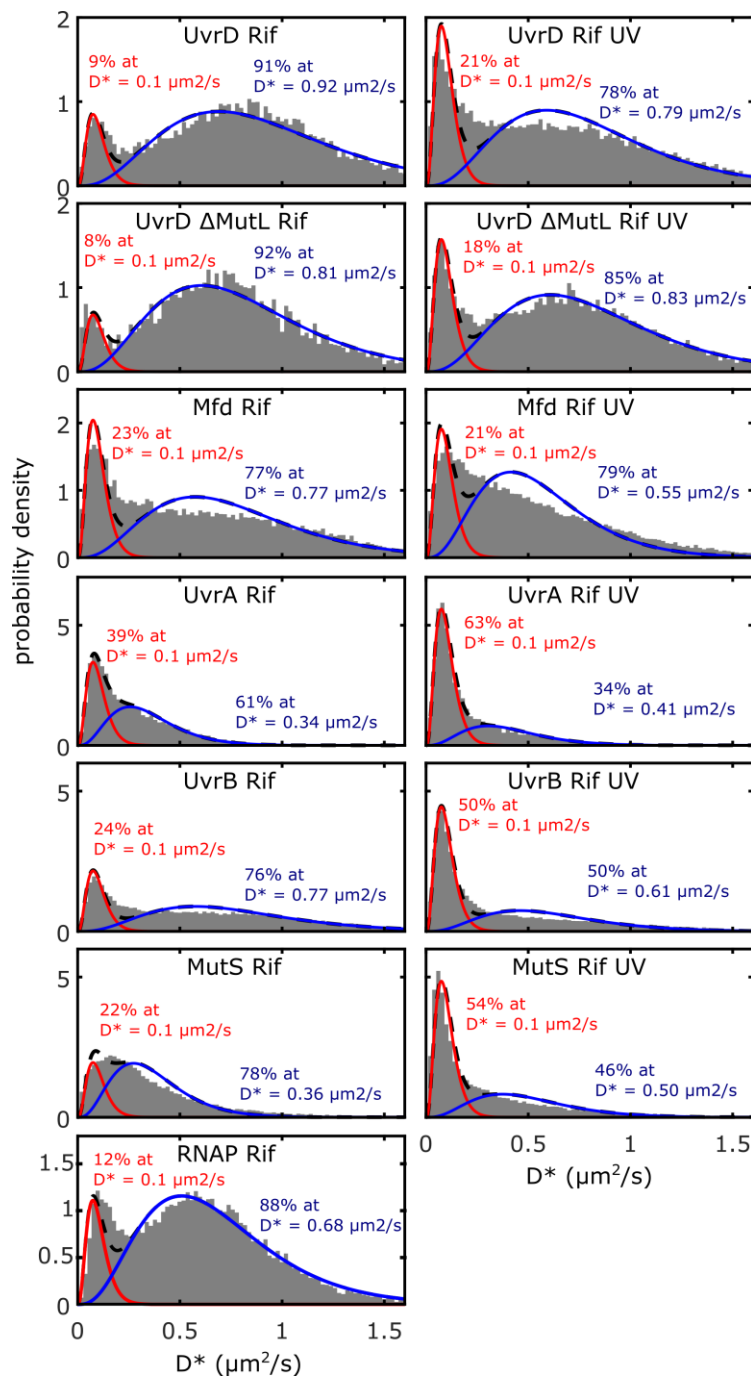 UvrD Rif
9% at
D* = 0.1 µm2/s
91% at
D* = 0.92 µm2/s
2
1
0
UvrD Rif UV
21% at
D* = 0.1 µm2/s
78% at
D* = 0.79 µm2/s
UvrD ΔMutL Rif
8% at
D* = 0.1 µm2/s
92% at
D* = 0.81 µm2/s
2
1
0
UvrD ΔMutL Rif UV
18% at
D* = 0.1 µm2/s
85% at
D* = 0.83 µm2/s
Mfd Rif
23% at
D* = 0.1 µm2/s
77% at
D* = 0.77 µm2/s
2
1
0
Mfd Rif UV
21% at
D* = 0.1 µm2/s
79% at
D* = 0.55 µm2/s
probability density
UvrA Rif
39% at
D* = 0.1 µm2/s
61% at
D* = 0.34 µm2/s
5
0
UvrA Rif UV
63% at
D* = 0.1 µm2/s
34% at
D* = 0.41 µm2/s
UvrB Rif
24% at
D* = 0.1 µm2/s
76% at
D* = 0.77 µm2/s
5
0
UvrB Rif UV
50% at
D* = 0.1 µm2/s
50% at
D* = 0.61 µm2/s
MutS Rif
22% at
D* = 0.1 µm2/s
78% at
D* = 0.36 µm2/s
5
0
MutS Rif UV
54% at
D* = 0.1 µm2/s
46% at
D* = 0.50 µm2/s
0 0.5 1 1.5
D* (µm²/s)
RNAP Rif
12% at
D* = 0.1 µm2/s
88% at
D* = 0.68 µm2/s
1.5
1
0.5
0
0 0.5 1 1.5
D* (µm²/s)